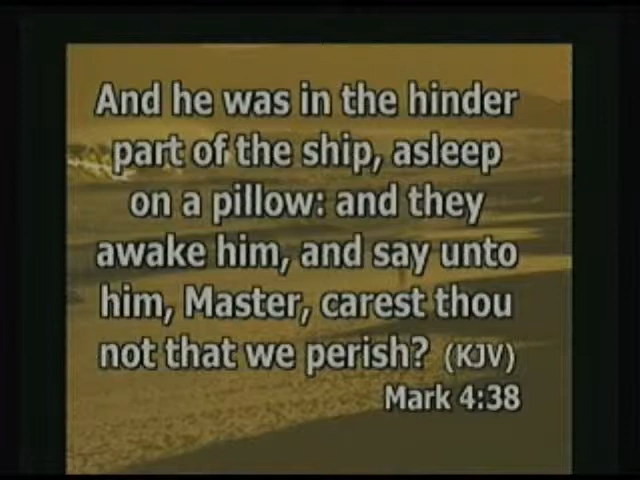 And he was in the hinder
part of the ship, asleep
on a pillow: and they
awake him, and say unto
him, Master, carest thou
not that we perish? (KJV)
Mark 4:38